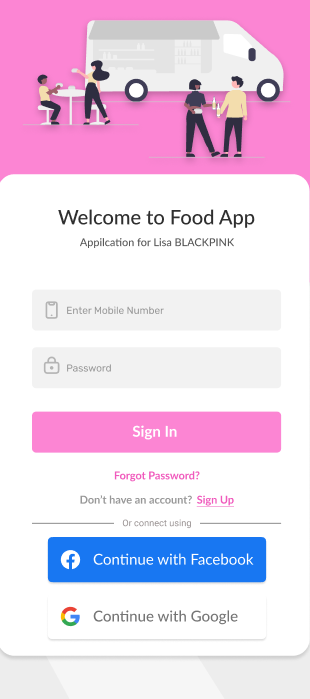 Welcome to Food App
Appilcation for Lisa BLACKPINK
Enter Mobile Number
Password
Sign In
Forgot Password?
Don't have an account? Sign Up
Or connect using
Continue with Facebook
Continue with Google